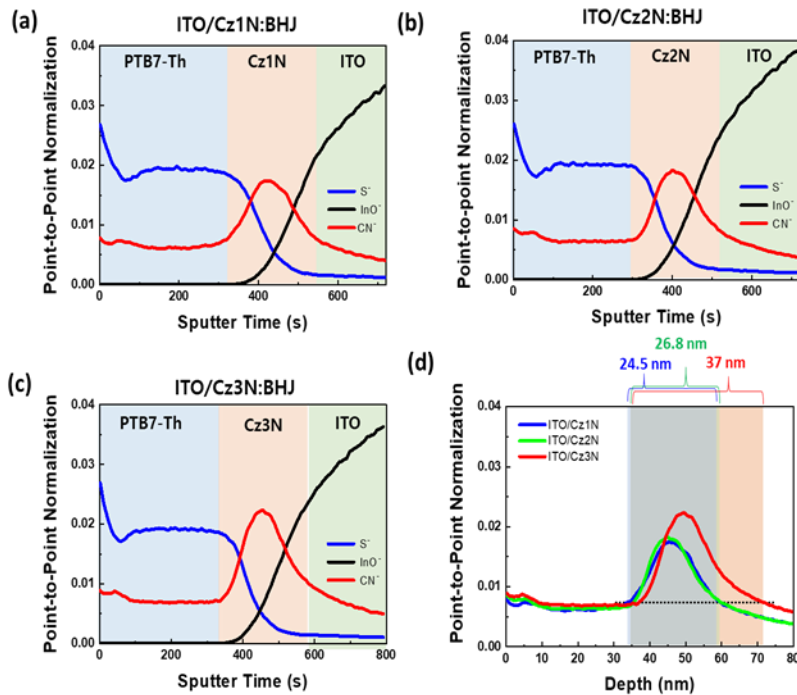 (a)
ITO/Cz1N:BHJ
Point-to-Point Normalization
0.04
0.03
0.02
0.01
0.00
PTB7-Th
Cz1N
ITO
S⁻
InO⁻
CN⁻
0
200
400
600
Sputter Time (s)
(b)
ITO/Cz2N:BHJ
Point-to-point Normalization
0.04
0.03
0.02
0.01
0.00
PTB7-Th
Cz2N
ITO
S⁻
InO⁻
CN⁻
0
200
400
600
Sputter Time (s)
(c)
ITO/Cz3N:BHJ
Point-to-Point Normalization
0.04
0.03
0.02
0.01
0.00
PTB7-Th
Cz3N
ITO
S⁻
InO⁻
CN⁻
0
200
400
600
800
Sputter Time (s)
(d)
26.8 nm
24.5 nm
37 nm
Point-to-Point Normalization
0.04
0.03
0.02
0.01
0.00
ITO/Cz1N
ITO/Cz2N
ITO/Cz3N
0
10
20
30
40
50
60
70
80
Depth (nm)